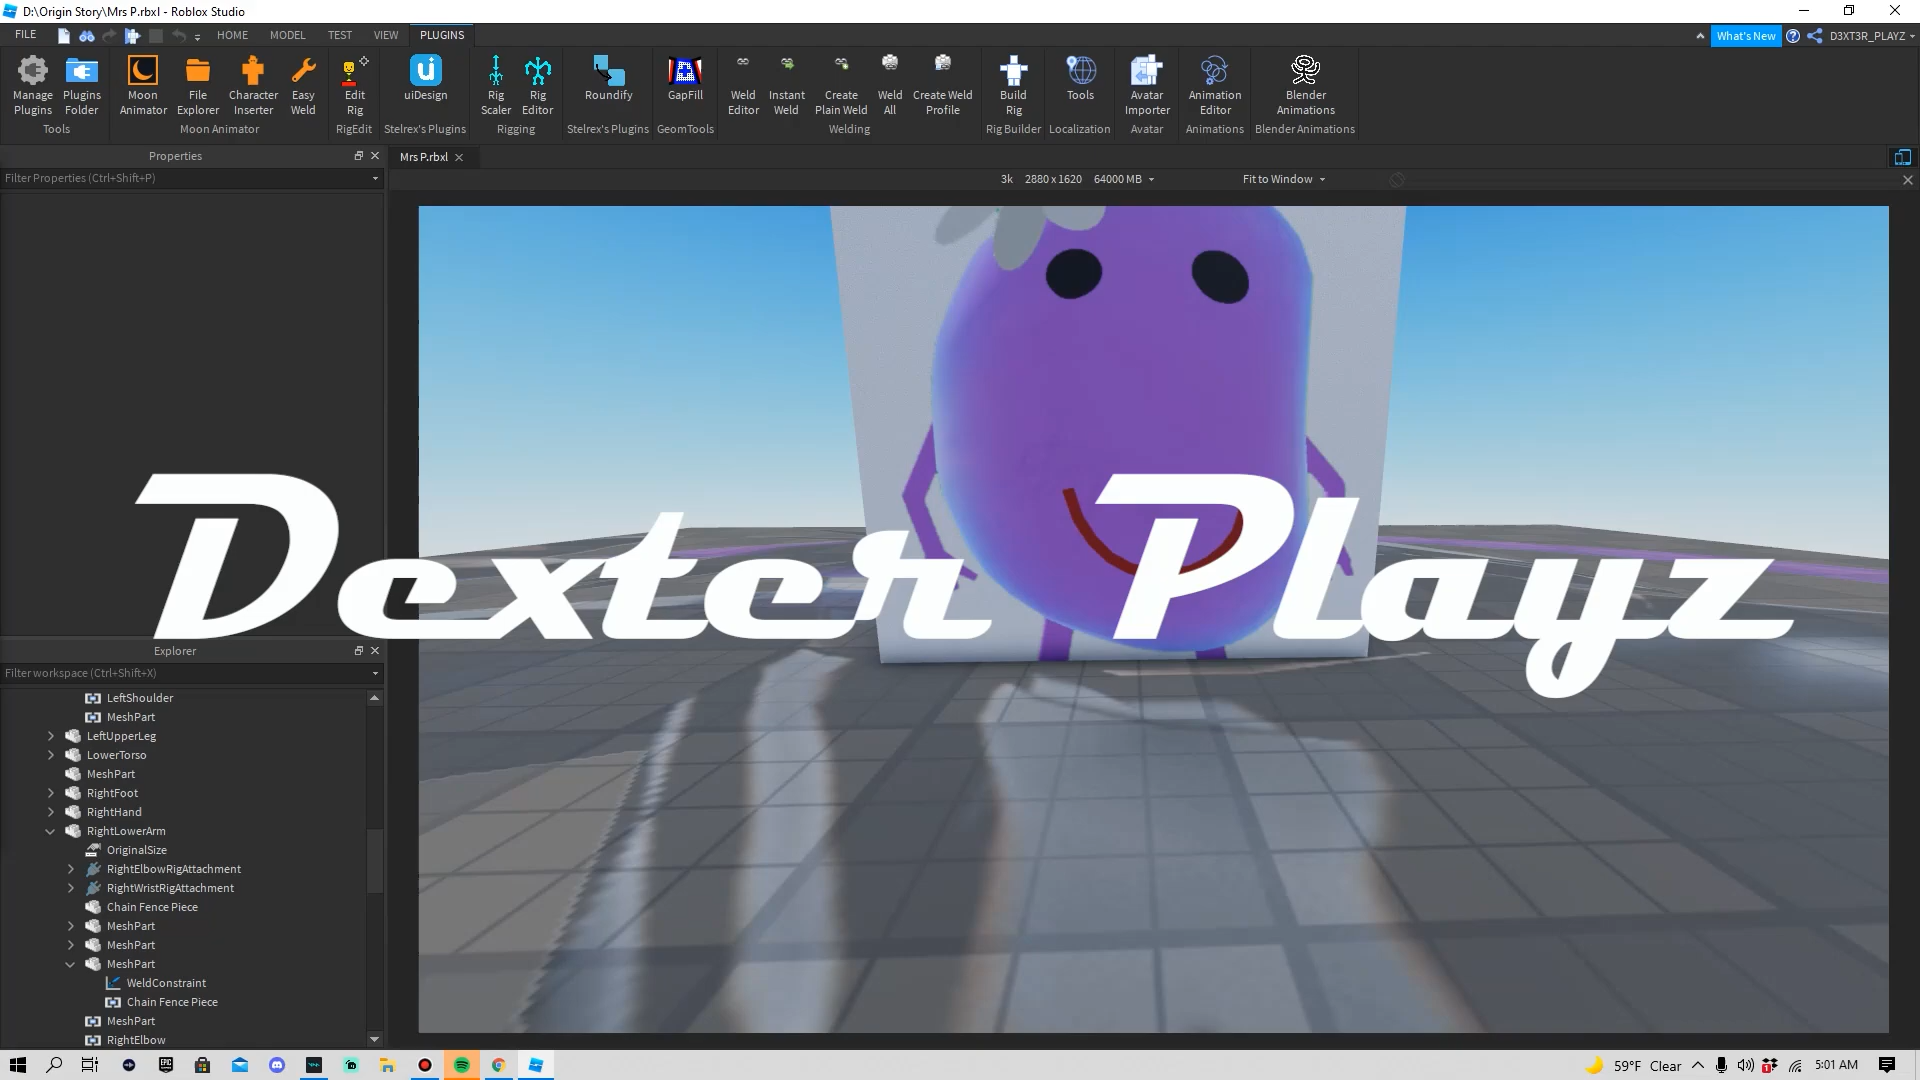 D:\Origin Story\Mrs P.rbxl - Roblox Studio
FILE HOME MODEL TEST VIEW PLUGINS What's New D3XT3R_PLAYZ
Manage Plugins
Plugins Folder
Tools
Moon Animator
File Explorer
Character Inserter
Easy Weld
Moon Animator
Edit Rig
RigEdit
uiDesign
Stelrex's Plugins
Rig Scaler
Rig Editor
Rigging
Roundify
Stelrex's Plugins
GapFill
GeomTools
Weld Editor
Instant Weld
Create Plain Weld
Weld All
Create Weld Profile
Welding
Build Rig
Rig Builder
Tools
Localization
Avatar Importer
Avatar
Animation Editor
Animations
Blender Animations
Blender Animations
Properties
Filter Properties (Ctrl+Shift+P)
Mrs P.rbxl
3k 2880 x 1620 64000 MB Fit to Window
Dexter Playz
Explorer
Filter workspace (Ctrl+Shift+X)
LeftShoulder
MeshPart
LeftUpperLeg
LowerTorso
MeshPart
RightFoot
RightHand
RightLowerArm
OriginalSize
RightElbowRigAttachment
RightWristRigAttachment
Chain Fence Piece
MeshPart
MeshPart
MeshPart
WeldConstraint
Chain Fence Piece
MeshPart
RightElbow
59°F Clear 5:01 AM